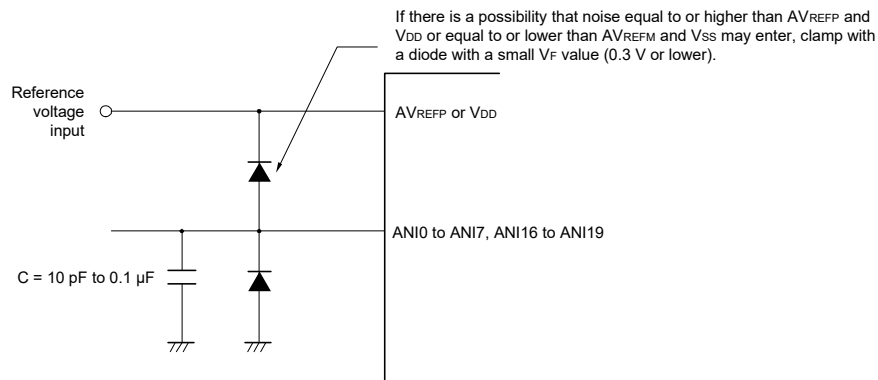 If there is a possibility that noise equal to or higher than AVREFP and
VDD or equal to or lower than AVREFM and VSS may enter, clamp with
a diode with a small VF value (0.3 V or lower).
Reference
voltage
input
AVREFP or VDD
ANI0 to ANI7, ANI16 to ANI19
C = 10 pF to 0.1 μF